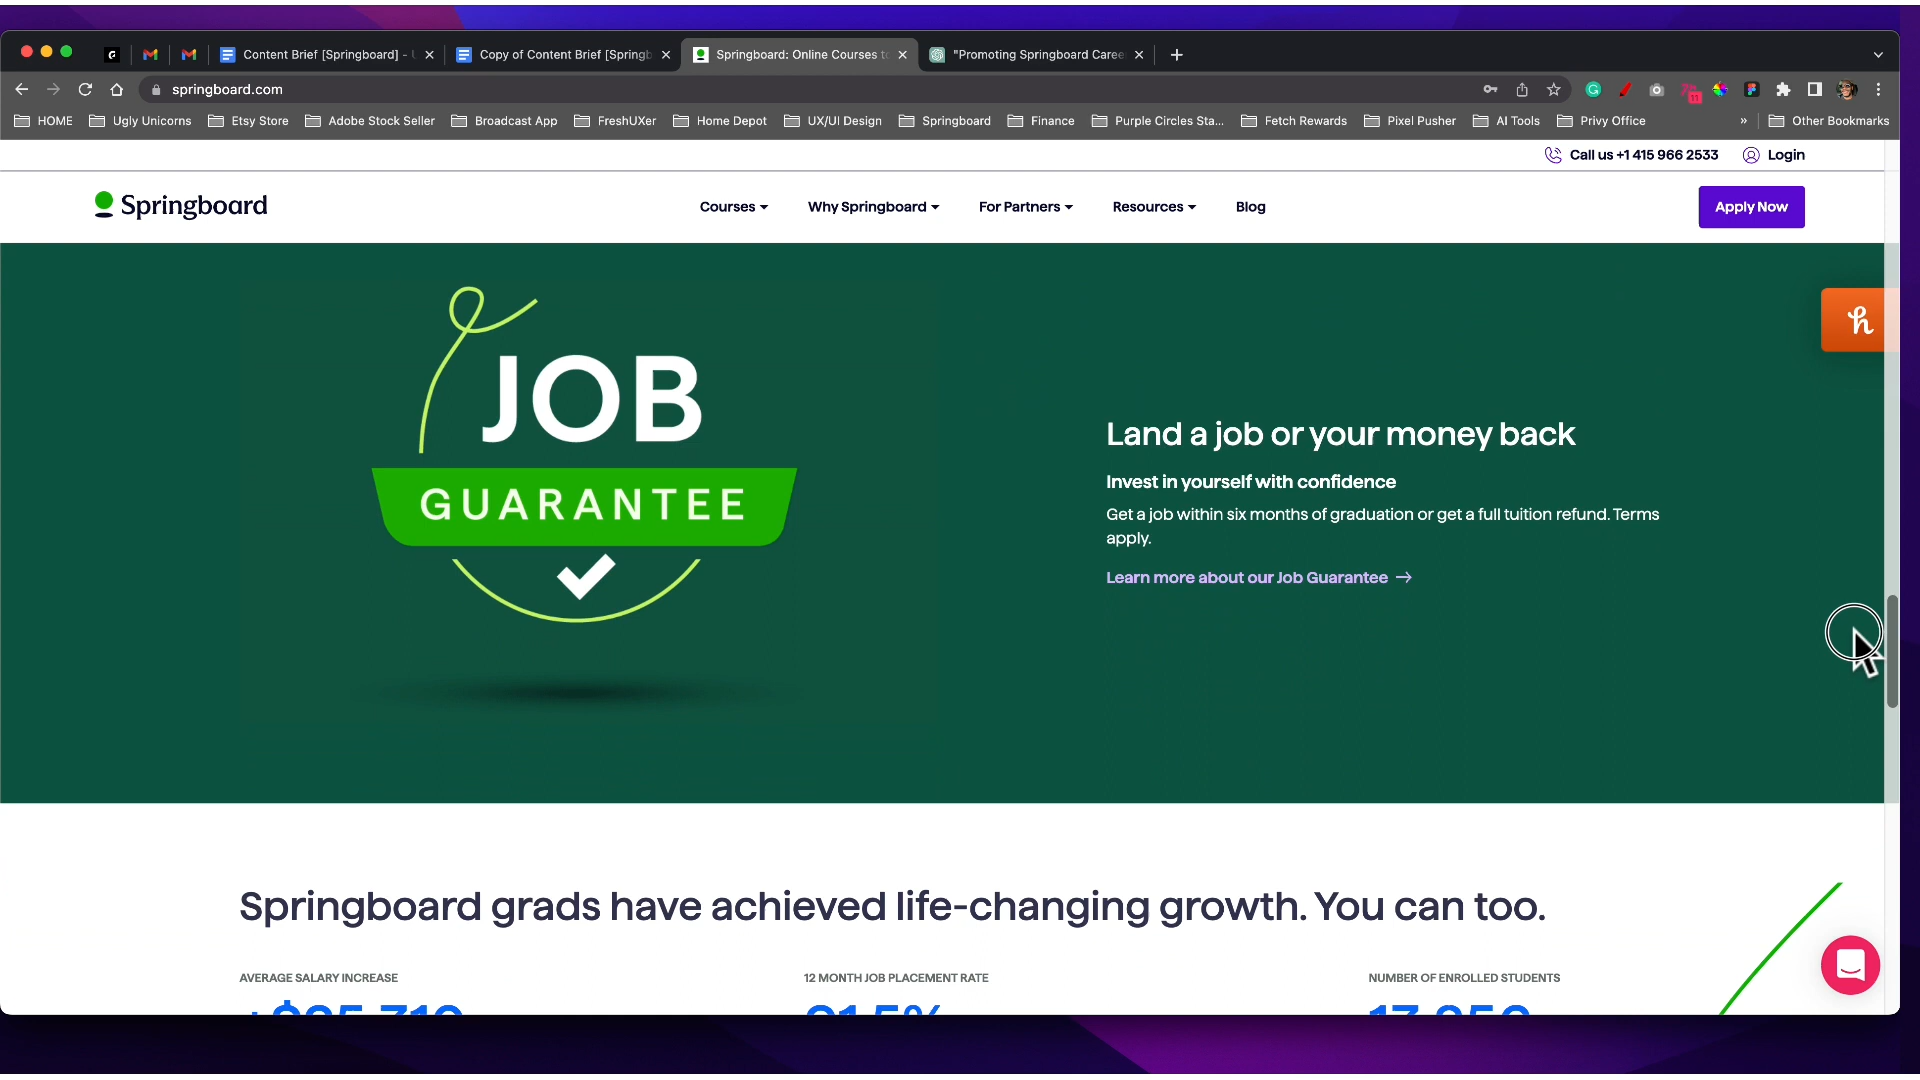 Content Brief [Springboard] -
Copy of Content Brief [Springb
Springboard: Online Courses to
"Promoting Springboard Caree
springboard.com
11
HOME
Ugly Unicorns
Etsy Store
Adobe Stock Seller
Broadcast App
FreshUXer
Home Depot
UX/UI Design
Springboard
Finance
Purple Circles Sta...
Fetch Rewards
Pixel Pusher
AI Tools
Privy Office
»
Other Bookmarks
Call us +1 415 966 2533
Login
Springboard
Courses
Why Springboard
For Partners
Resources
Blog
Apply Now
JOB
GUARANTEE
h
Land a job or your money back
Invest in yourself with confidence
Get a job within six months of graduation or get a full tuition refund. Terms
apply.
Learn more about our Job Guarantee →
Springboard grads have achieved life-changing growth. You can too.
AVERAGE SALARY INCREASE
12 MONTH JOB PLACEMENT RATE
NUMBER OF ENROLLED STUDENTS